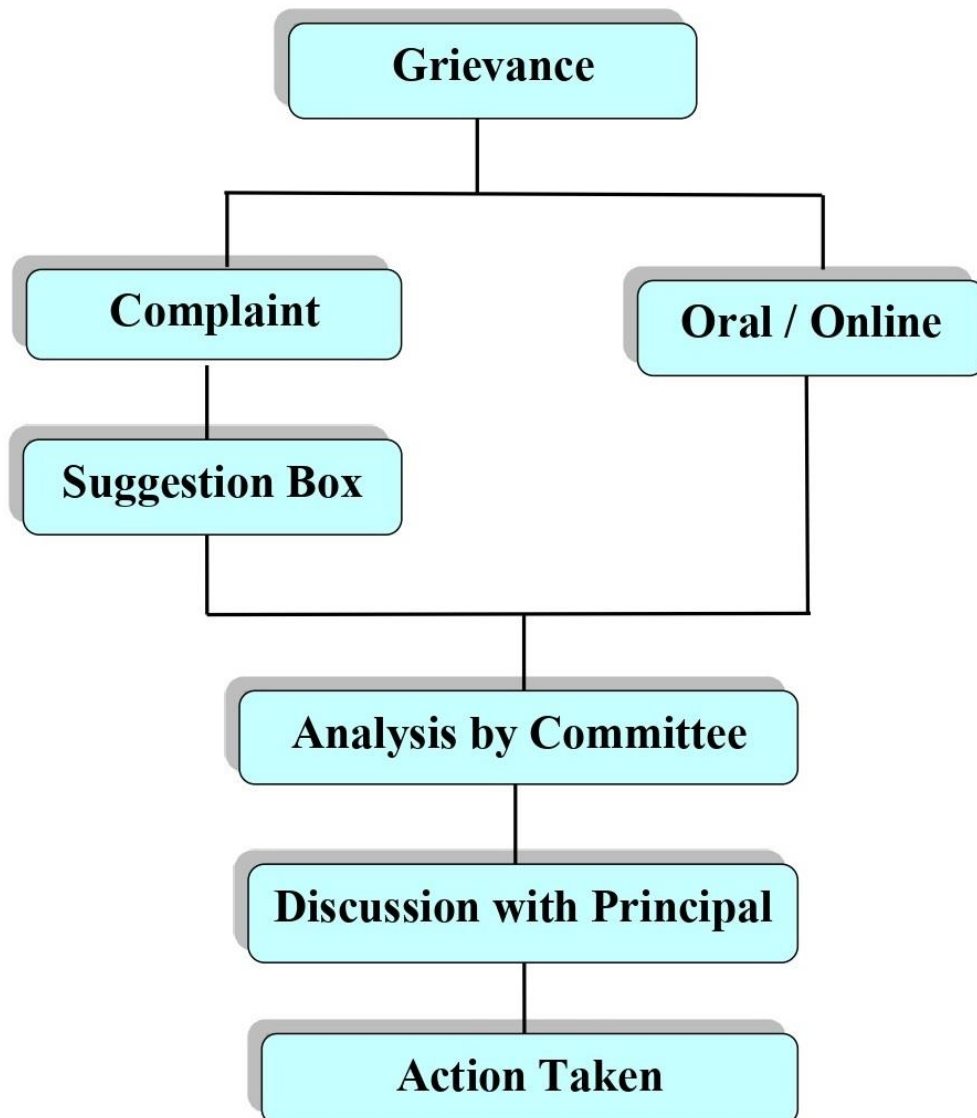 Grievance
Complaint
Oral / Online
Suggestion Box
Analysis by Committee
Discussion with Principal
Action Taken